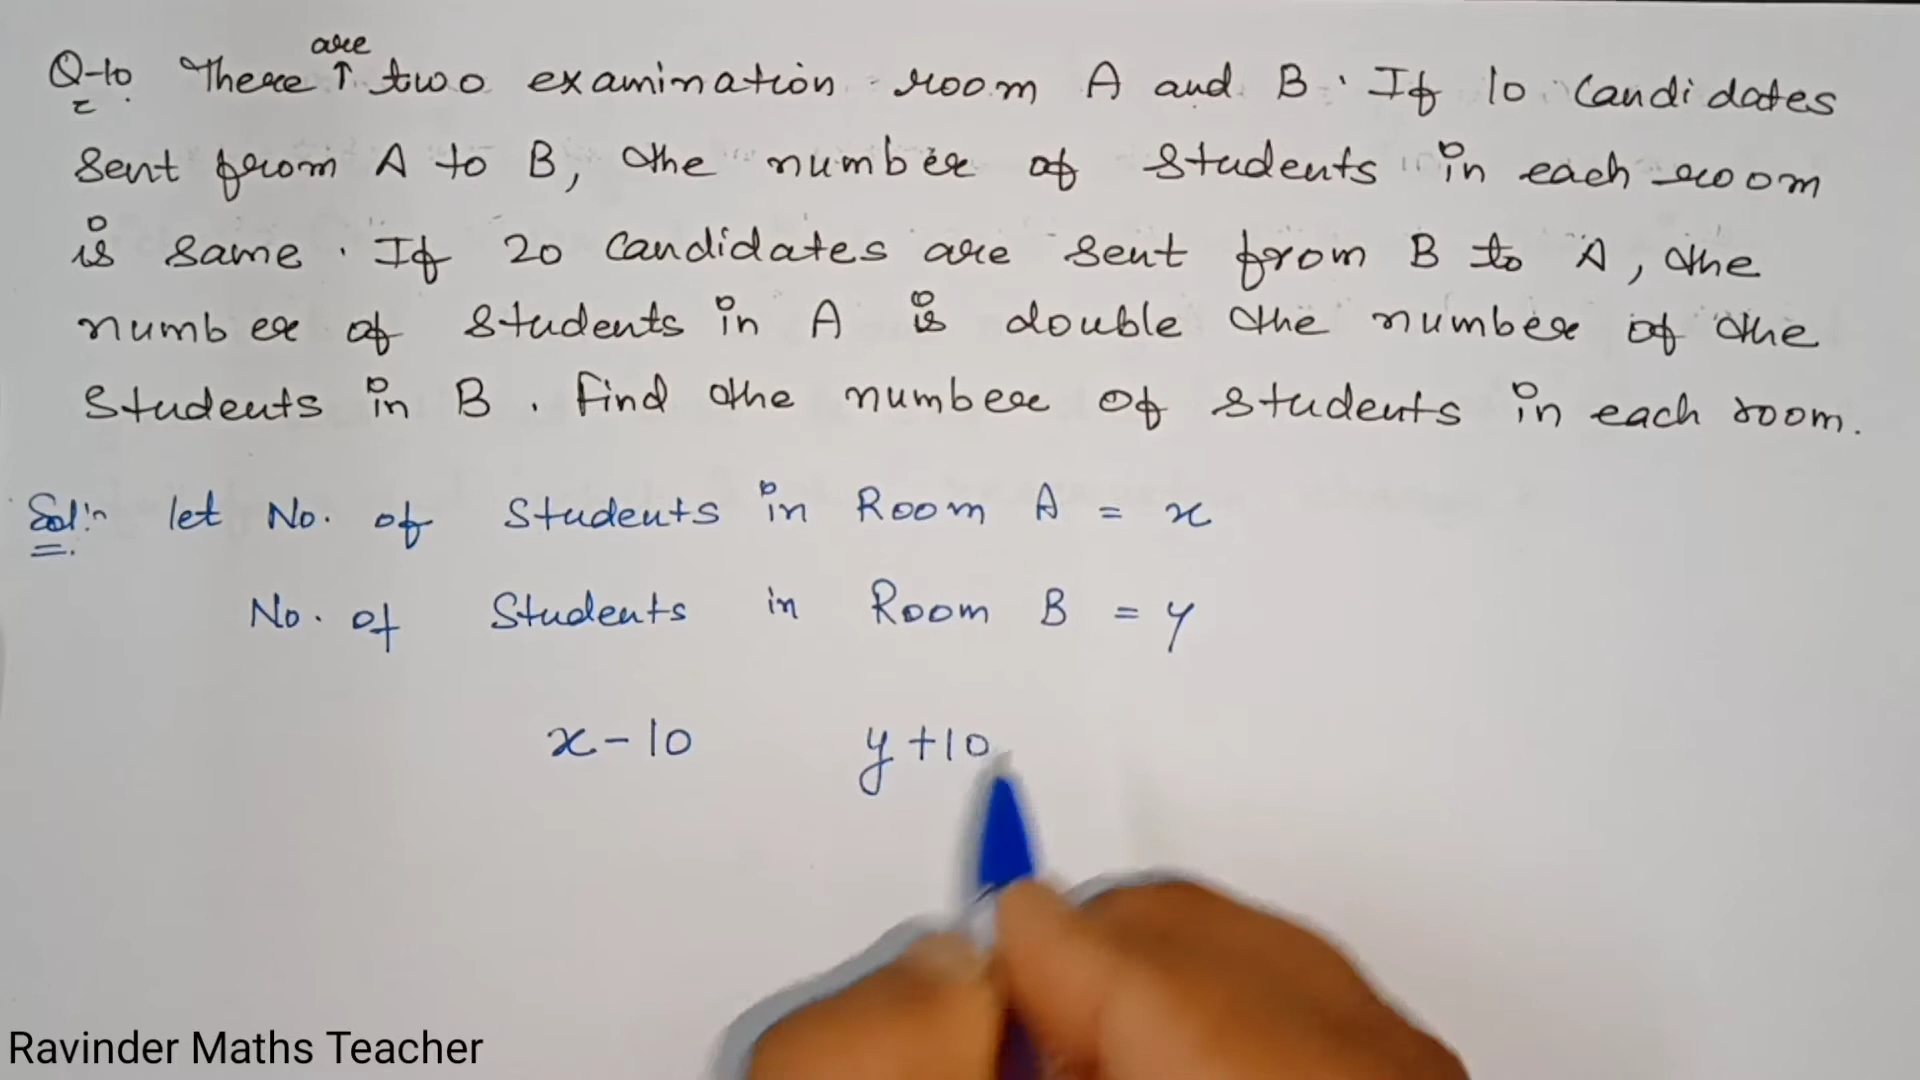 are
Q-10. There ↑ two examination room A and B. If 10 candidates
sent from A to B, the number of students in each room
is same. If 20 candidates are sent from B to A, the
number of students in A is double the number of the
students in B. find the number of students in each room.
Sol:n let No. of Students in Room A = x
No. of Students in Room B = y
x - 10 y + 10
Ravinder Maths Teacher